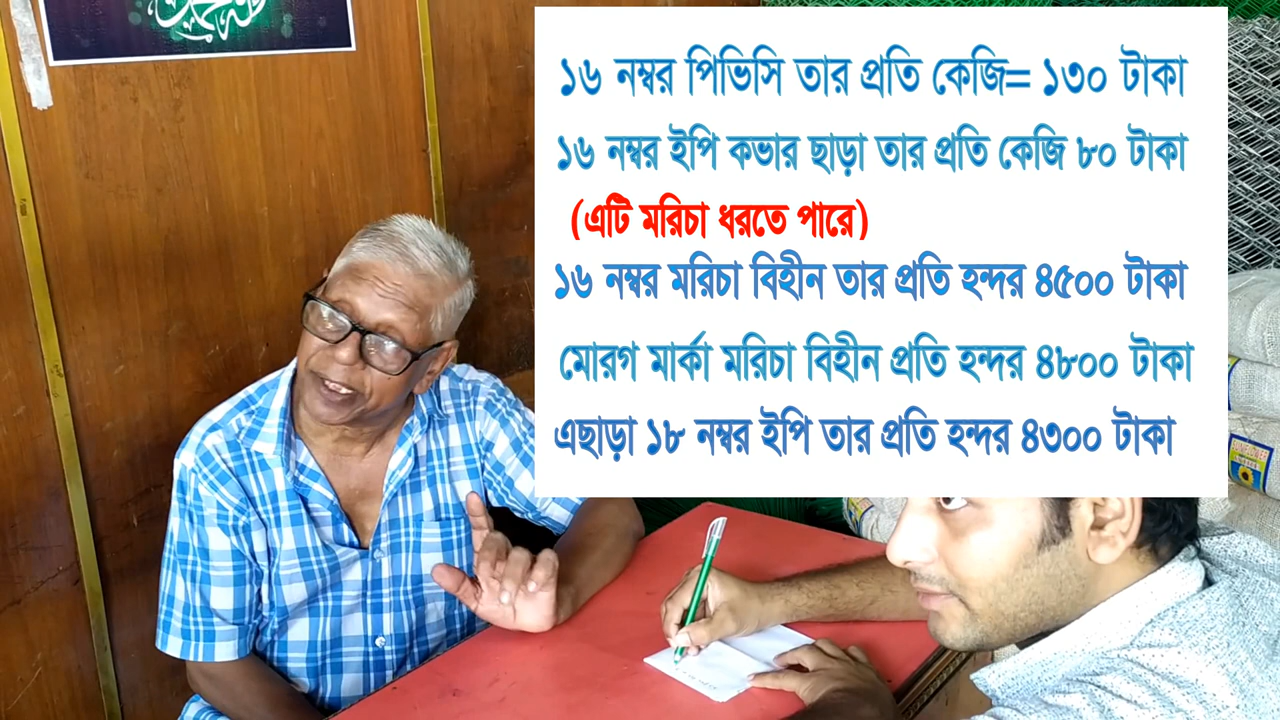 ১৬ নম্বর পিভিসি তার প্রতি কেজি= ১৩০ টাকা
১৬ নম্বর ইপি কভার ছাড়া তার প্রতি কেজি ৮০ টাকা
(এটি মরিচা ধরতে পারে)
১৬ নম্বর মরিচা বিহীন তার প্রতি হন্দর ৪৫০০ টাকা
মোরগ মার্কা মরিচা বিহীন প্রতি হন্দর ৪৮০০ টাকা
এছাড়া ১৮ নম্বর ইপি তার প্রতি হন্দর ৪৩০০ টাকা